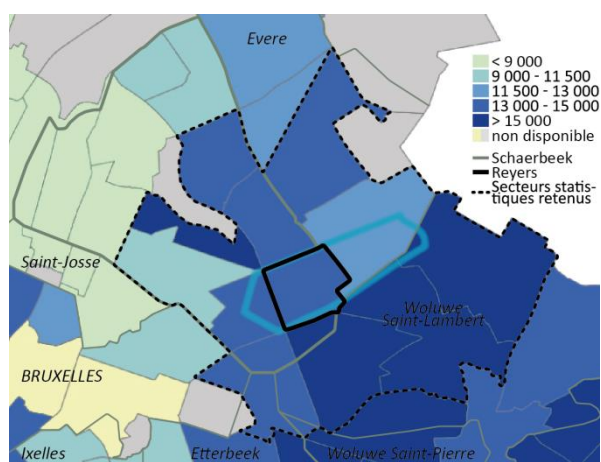 Evere
< 9 000
9 000 - 11 500
11 500 - 13 000
13 000 - 15 000
> 15 000
non disponible
Schaerbeek
Reyers
Secteurs statis-
tiques retenus
Saint-Josse
Woluwe
Saint-Lambert
BRUXELLES
Ixelles
Etterbeek
Woluwe Saint-Pierre